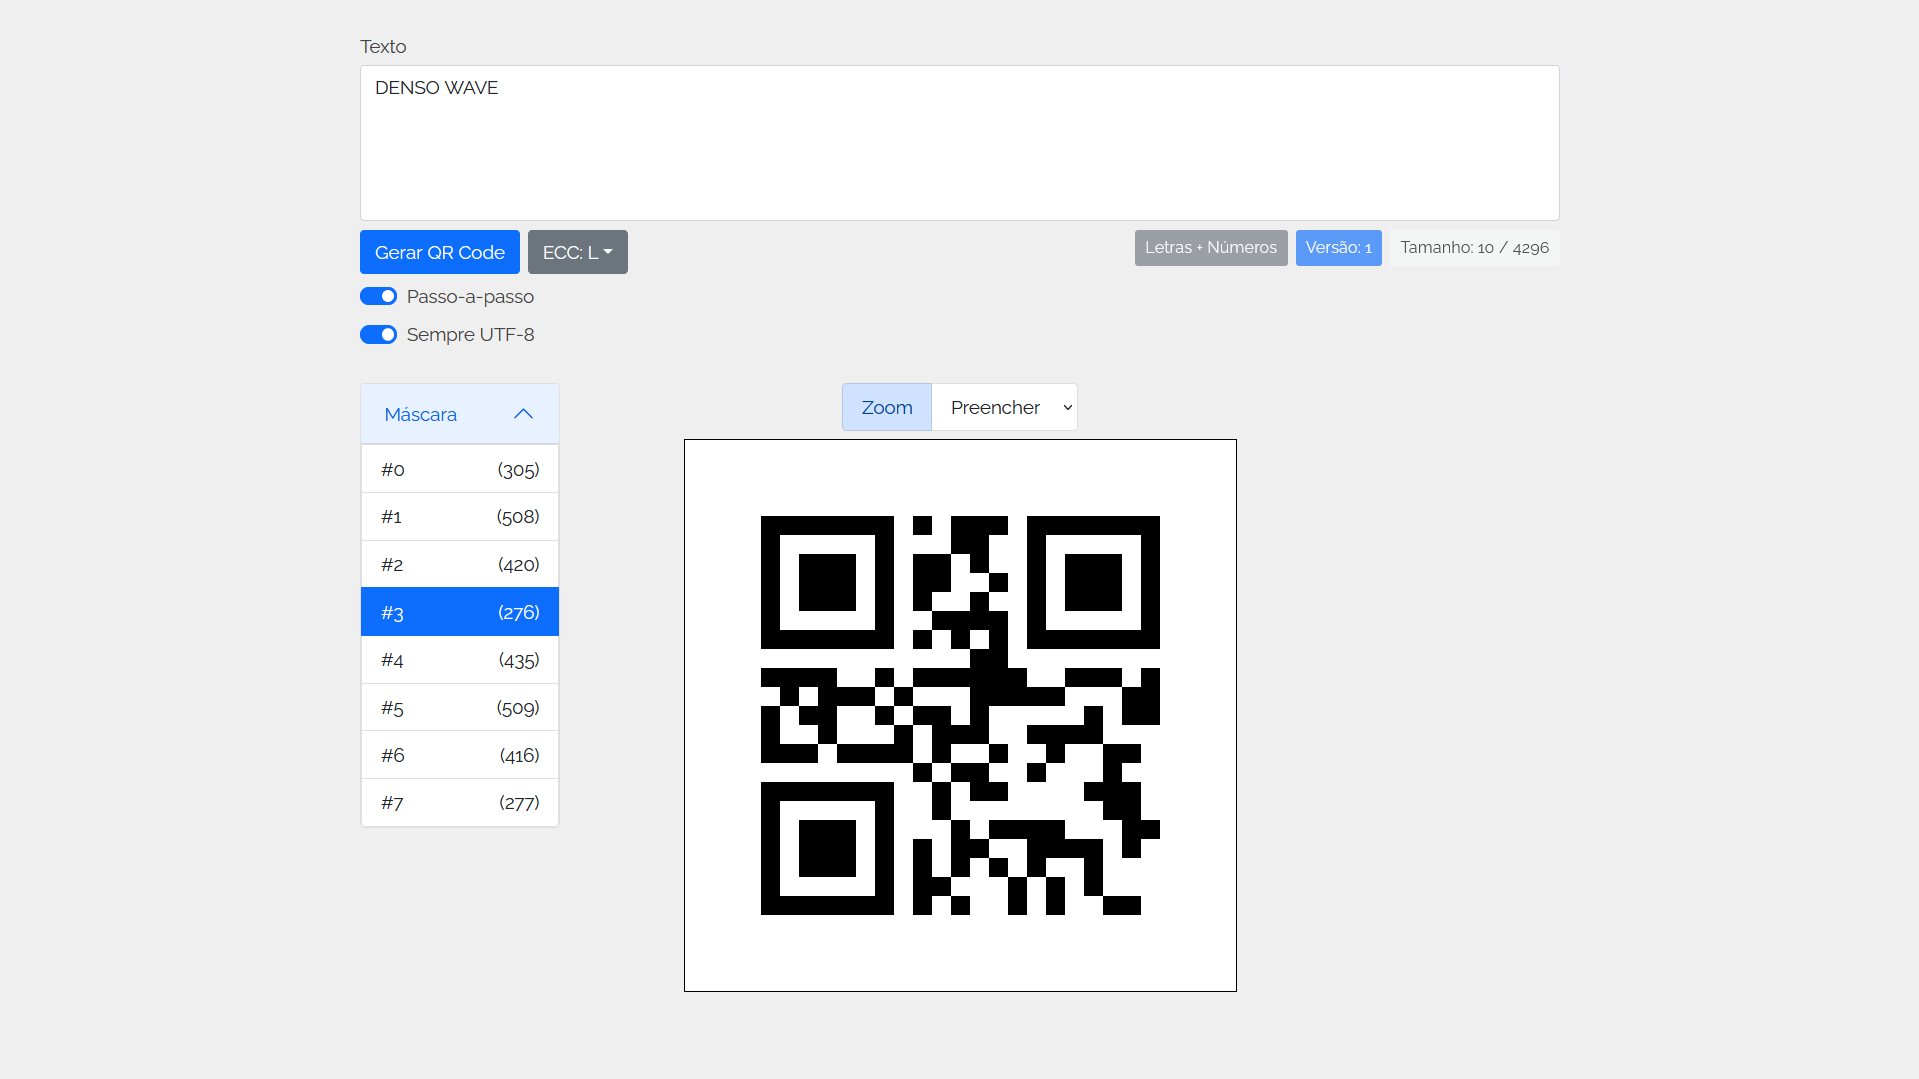 Texto
DENSO WAVE
Gerar QR Code
ECC: L
Letras + Números
Versão: 1
Tamanho: 10 / 4296
Passo-a-passo
Sempre UTF-8
Máscara
#0 (305)
#1 (508)
#2 (420)
#3 (276)
#4 (435)
#5 (509)
#6 (416)
#7 (277)
Zoom
Preencher